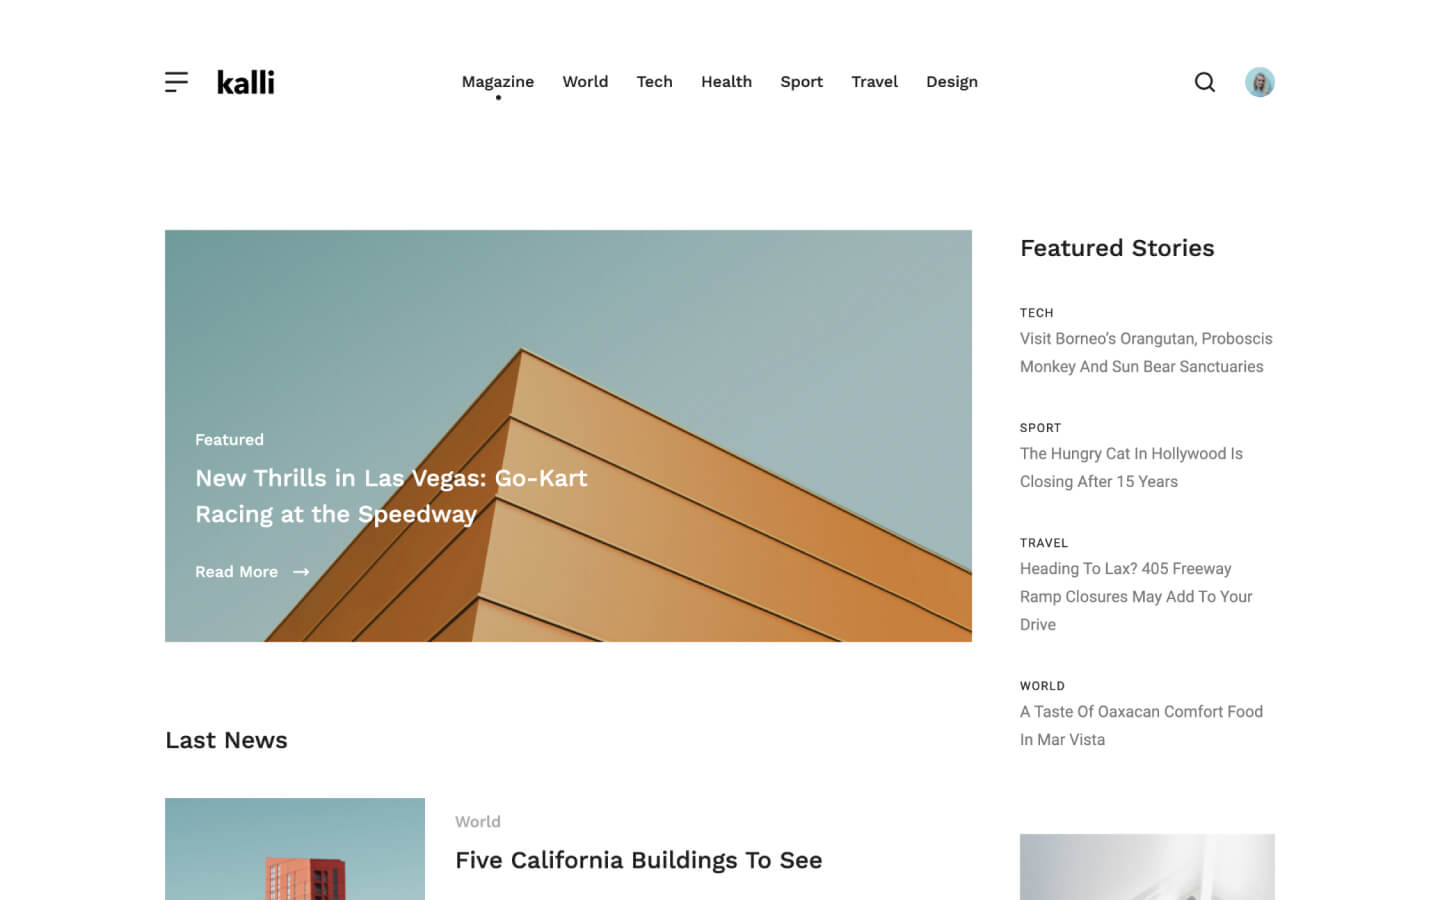 kalli
Magazine
World
Tech
Health
Sport
Travel
Design
Featured
New Thrills in Las Vegas: Go-Kart
Racing at the Speedway
Read More
Featured Stories
TECH
Visit Borneo’s Orangutan, Proboscis
Monkey And Sun Bear Sanctuaries
SPORT
The Hungry Cat In Hollywood Is
Closing After 15 Years
TRAVEL
Heading To Lax? 405 Freeway
Ramp Closures May Add To Your
Drive
WORLD
A Taste Of Oaxacan Comfort Food
In Mar Vista
Last News
World
Five California Buildings To See